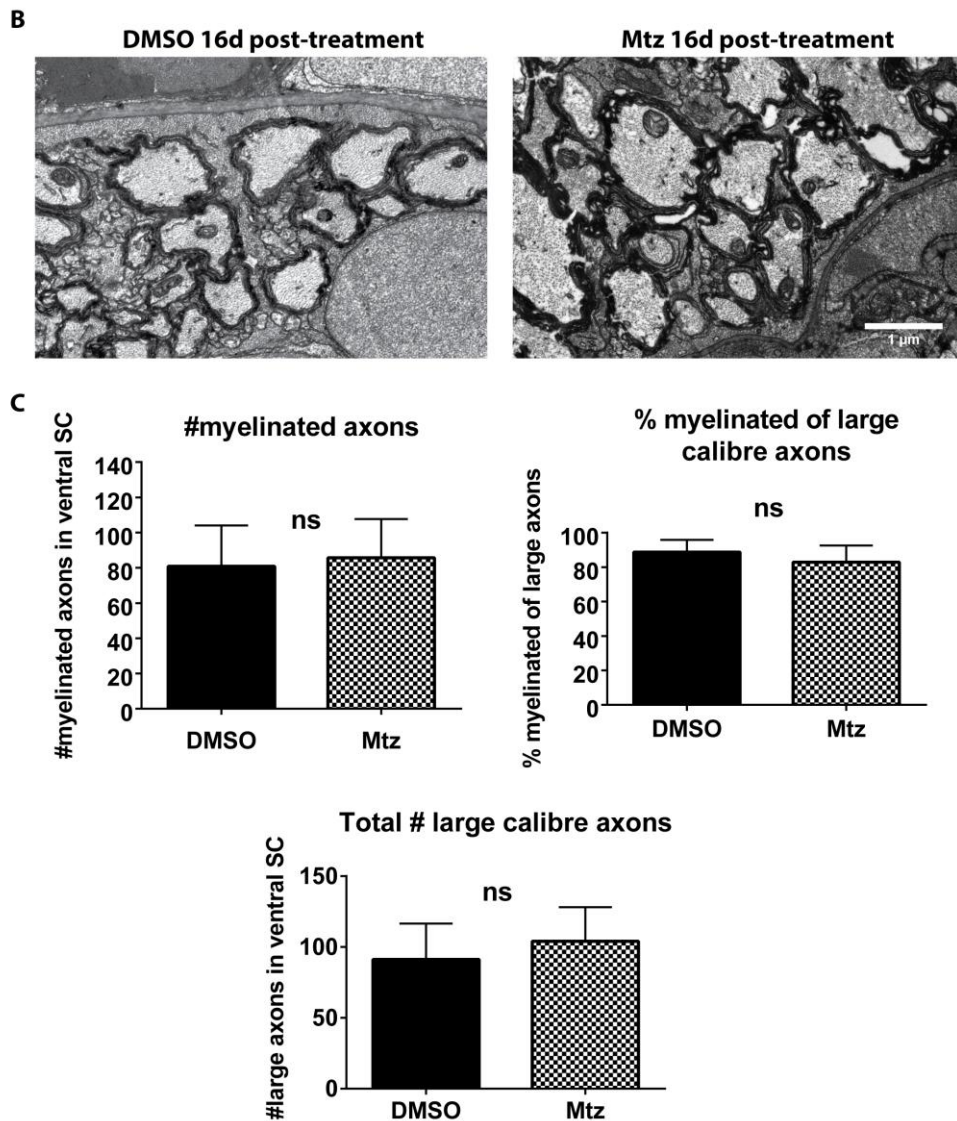 B
DMSO 16d post-treatment
Mtz 16d post-treatment
1 µm
C
#myelinated axons
#myelinated axons in ventral SC
140
120
100
80
60
40
20
0
ns
DMSO
Mtz
% myelinated of large
calibre axons
% myelinated of large axons
100
80
60
40
20
0
ns
DMSO
Mtz
Total # large calibre axons
#large axons in ventral SC
150
100
50
0
ns
DMSO
Mtz